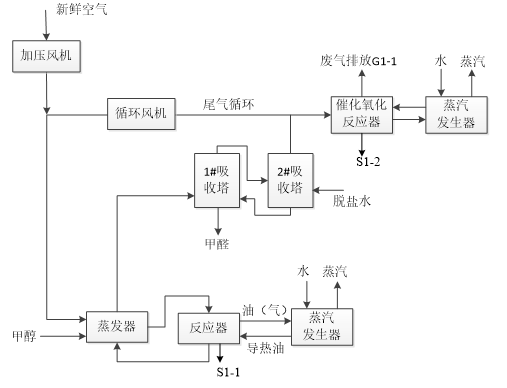 新鲜空气
加压风机
循环风机
尾气循环
废气排放G1-1
水
蒸汽
催化氧化
反应器
蒸汽
发生器
S1-2
1#吸
收塔
2#吸
收塔
脱盐水
甲醛
水
蒸汽
甲醇
蒸发器
反应器
油（气）
导热油
蒸汽
发生器
S1-1